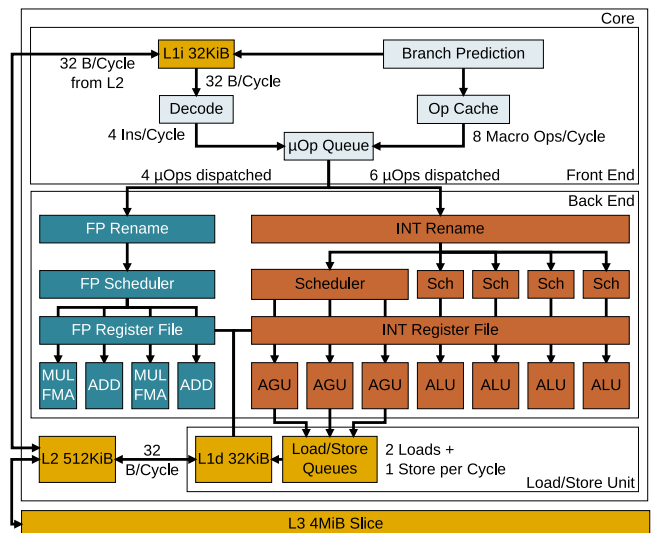 Core
32 B/Cycle
from L2
L1i 32KiB
Branch Prediction
32 B/Cycle
Decode
Op Cache
4 Ins/Cycle
8 Macro Ops/Cycle
µOp Queue
Front End
4 µOps dispatched
6 µOps dispatched
Back End
FP Rename
INT Rename
FP Scheduler
Scheduler
Sch
Sch
Sch
Sch
FP Register File
INT Register File
MUL
FMA
ADD
MUL
FMA
ADD
AGU
AGU
AGU
ALU
ALU
ALU
ALU
L2 512KiB
32
B/Cycle
L1d 32KiB
Load/Store
Queues
2 Loads +
1 Store per Cycle
Load/Store Unit
L3 4MiB Slice